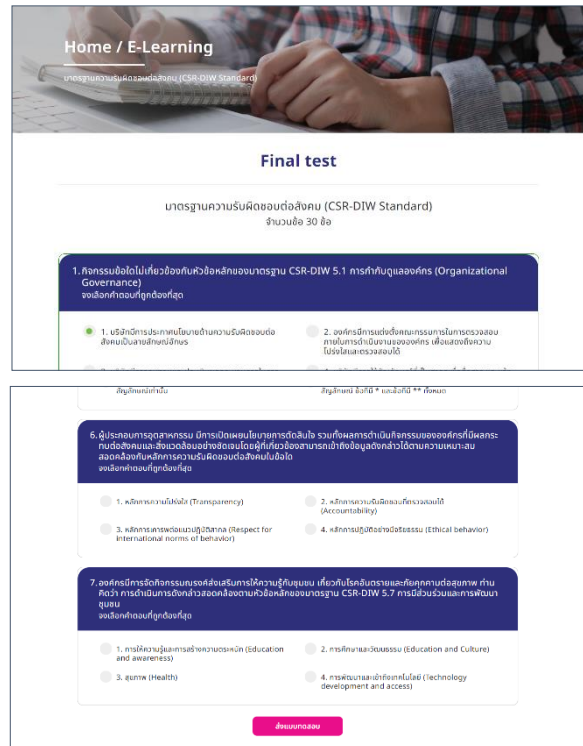 Home / E-Learning
มาตรฐานความรับผิดชอบต่อสังคม (CSR-DIW Standard)
Final test
มาตรฐานความรับผิดชอบต่อสังคม (CSR-DIW Standard)
จำนวนข้อ 30 ข้อ
1. กิจกรรมข้อใดไม่เกี่ยวข้องกับหัวข้อหลักของมาตรฐาน CSR-DIW 5.1 การกำกับดูแลองค์กร (Organizational
Governance)
จงเลือกคำตอบที่ถูกต้องที่สุด
1. บริษัทมีการประกาศนโยบายด้านความรับผิดชอบต่อ
สังคมเป็นลายลักษณ์อักษร
2. องค์กรมีการแต่งตั้งคณะกรรมการในการตรวจสอบ
ภายในการดำเนินงานขององค์กร เพื่อแสดงถึงความ
โปร่งใสและตรวจสอบได้
สัญลักษณ์เท่านั้น
สัญลักษณ์ ข้อที่มี * และข้อที่มี ** ทั้งหมด
6. ผู้ประกอบการอุตสาหกรรม มีการเปิดเผยนโยบายการตัดสินใจ รวมทั้งผลการดำเนินกิจกรรมขององค์กรที่มีผลกระ
ทบต่อสังคมและสิ่งแวดล้อมอย่างชัดเจนโดยผู้ที่เกี่ยวข้องสามารถเข้าถึงข้อมูลดังกล่าวได้ตามความเหมาะสม
สอดคล้องกับหลักการความรับผิดชอบต่อสังคมในข้อใด
จงเลือกคำตอบที่ถูกต้องที่สุด
1. หลักการความโปร่งใส (Transparency)
2. หลักการความรับผิดชอบที่ตรวจสอบได้
(Accountability)
3. หลักการเคารพต่อแนวปฏิบัติสากล (Respect for
international norms of behavior)
4. หลักการปฏิบัติอย่างมีจริยธรรม (Ethical behavior)
7. องค์กรมีการจัดกิจกรรมรณรงค์ส่งเสริมการให้ความรู้กับชุมชน เกี่ยวกับโรคอันตรายและภัยคุกคามต่อสุขภาพ ท่าน
คิดว่า การดำเนินการดังกล่าวสอดคล้องตามหัวข้อหลักของมาตรฐาน CSR-DIW 5.7 การมีส่วนร่วมและการพัฒนา
ชุมชน
จงเลือกคำตอบที่ถูกต้องที่สุด
1. การให้ความรู้และการสร้างความตระหนัก (Education
and awareness)
2. การศึกษาและวัฒนธรรม (Education and Culture)
3. สุขภาพ (Health)
4. การพัฒนาและเข้าถึงเทคโนโลยี (Technology
development and access)
ส่งแบบทดสอบ